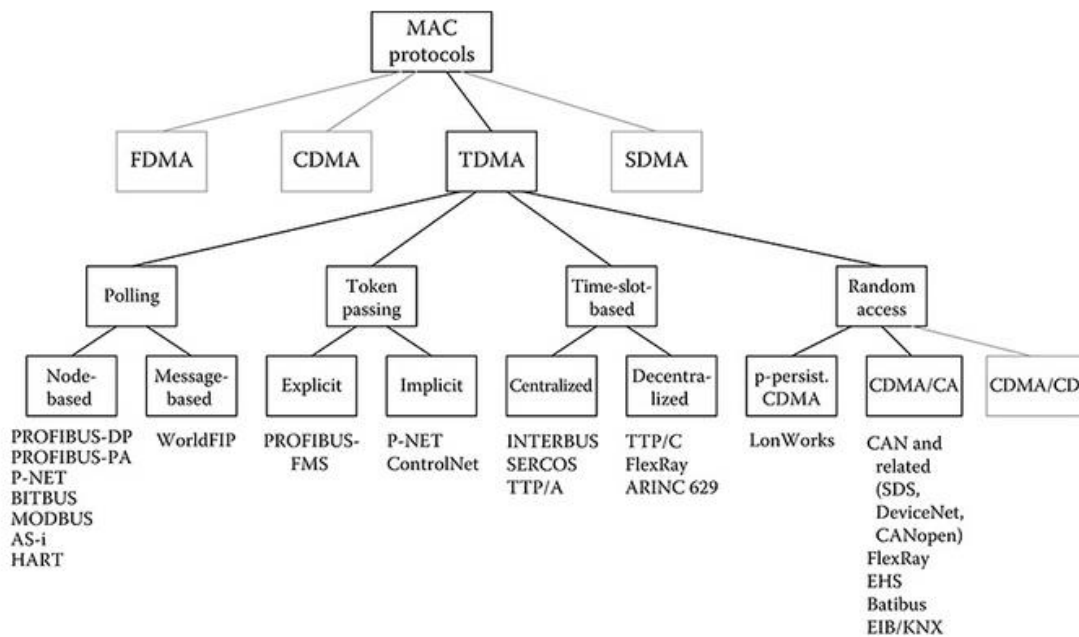 MAC
protocols
FDMA
CDMA
TDMA
SDMA
Polling
Token
passing
Time-slot-
based
Random
access
Node-
based
Message-
based
Explicit
Implicit
Centralized
Decentra-
lized
p-persist.
CDMA
CDMA/CA
CDMA/CD
PROFIBUS-DP
PROFIBUS-PA
P-NET
BITBUS
MODBUS
AS-i
HART
WorldFIP
PROFIBUS-
FMS
P-NET
ControlNet
INTERBUS
SERCOS
TTP/A
TTP/C
FlexRay
ARINC 629
LonWorks
CAN and
related
(SDS,
DeviceNet,
CANopen)
FlexRay
EHS
Batibus
EIB/KNX